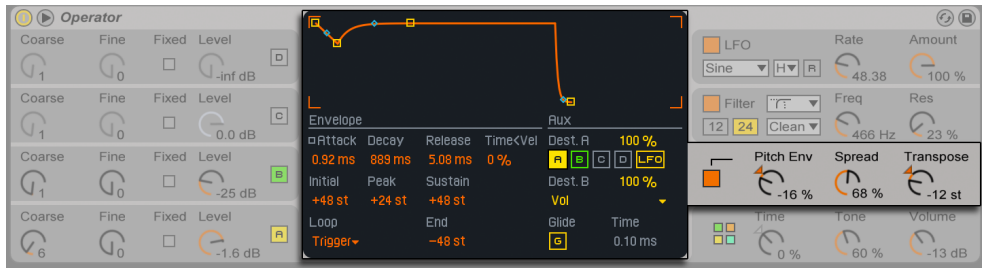 Operator
Coarse Fine Fixed Level
1 0 -inf dB D
Coarse Fine Fixed Level
1 0 0.0 dB C
Coarse Fine Fixed Level
1 0 -25 dB B
Coarse Fine Fixed Level
6 0 -1.6 dB A
Envelope
Attack Decay Release Time<Vel
0.92 ms 889 ms 5.08 ms 0 %
Initial Peak Sustain
+48 st +24 st +48 st
Loop End
Trigger -48 st
Aux
Dest. A 100 %
A B C D LFO
Dest. B 100 %
Vol
Glide Time
G 0.10 ms
LFO Rate Amount
Sine H R 48.38 100 %
Filter Freq Res
12 24 Clean 466 Hz 23 %
Pitch Env Spread Transpose
-16 % 68 % -12 st
Time Tone Volume
0 % 60 % -13 dB